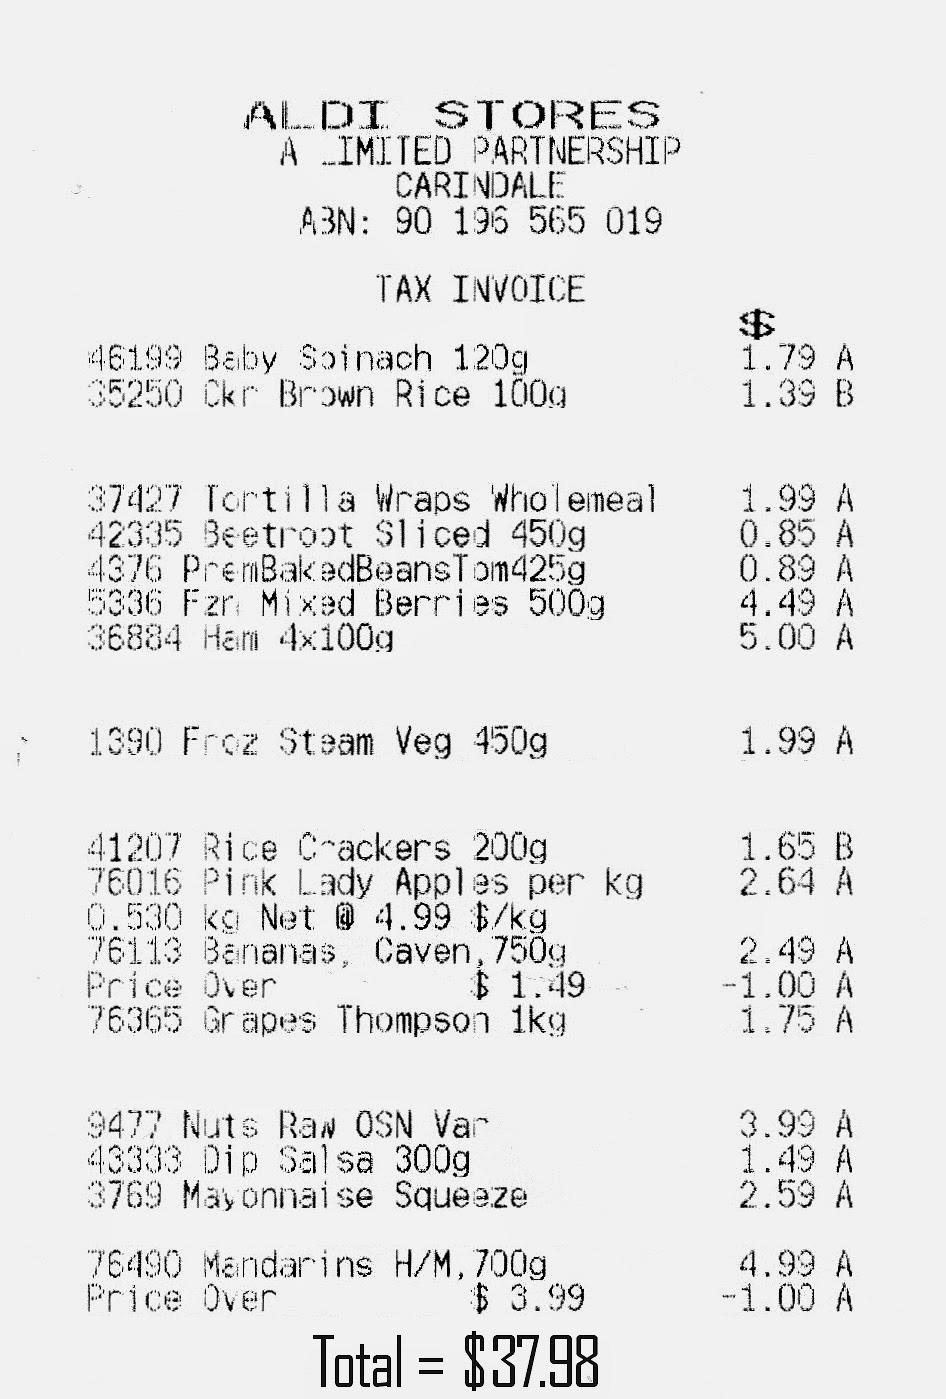 ALDI STORES
A LIMITED PARTNERSHIP
CARINDALE
ABN: 90 196 565 019
TAX INVOICE
$
46199 Baby Spinach 120g 1.79 A
35250 Ckr Brown Rice 100g 1.39 B
37427 Tortilla Wraps Wholemeal 1.99 A
42335 Beetroot Sliced 450g 0.85 A
4376 PremBakedBeansTom425g 0.89 A
5336 Fzn Mixed Berries 500g 4.49 A
36884 Ham 4x100g 5.00 A
1390 Froz Steam Veg 450g 1.99 A
41207 Rice Crackers 200g 1.65 B
76016 Pink Lady Apples per kg 2.64 A
0.530 kg Net @ 4.99 $/kg
76113 Bananas, Caven,750g 2.49 A
Price Over $ 1.49 -1.00 A
76365 Grapes Thompson 1kg 1.75 A
9477 Nuts Raw OSN Var 3.99 A
43333 Dip Salsa 300g 1.49 A
3769 Mayonnaise Squeeze 2.59 A
76490 Mandarins H/M,700g 4.99 A
Price Over $ 3.99 -1.00 A
Total = $37.98